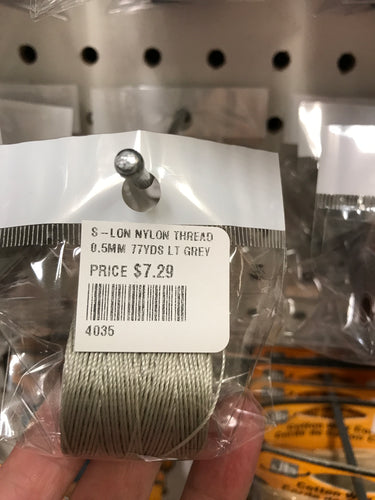 S-LON NYLON THREAD
0.5MM 77YDS LT GREY
PRICE $7.29
4035